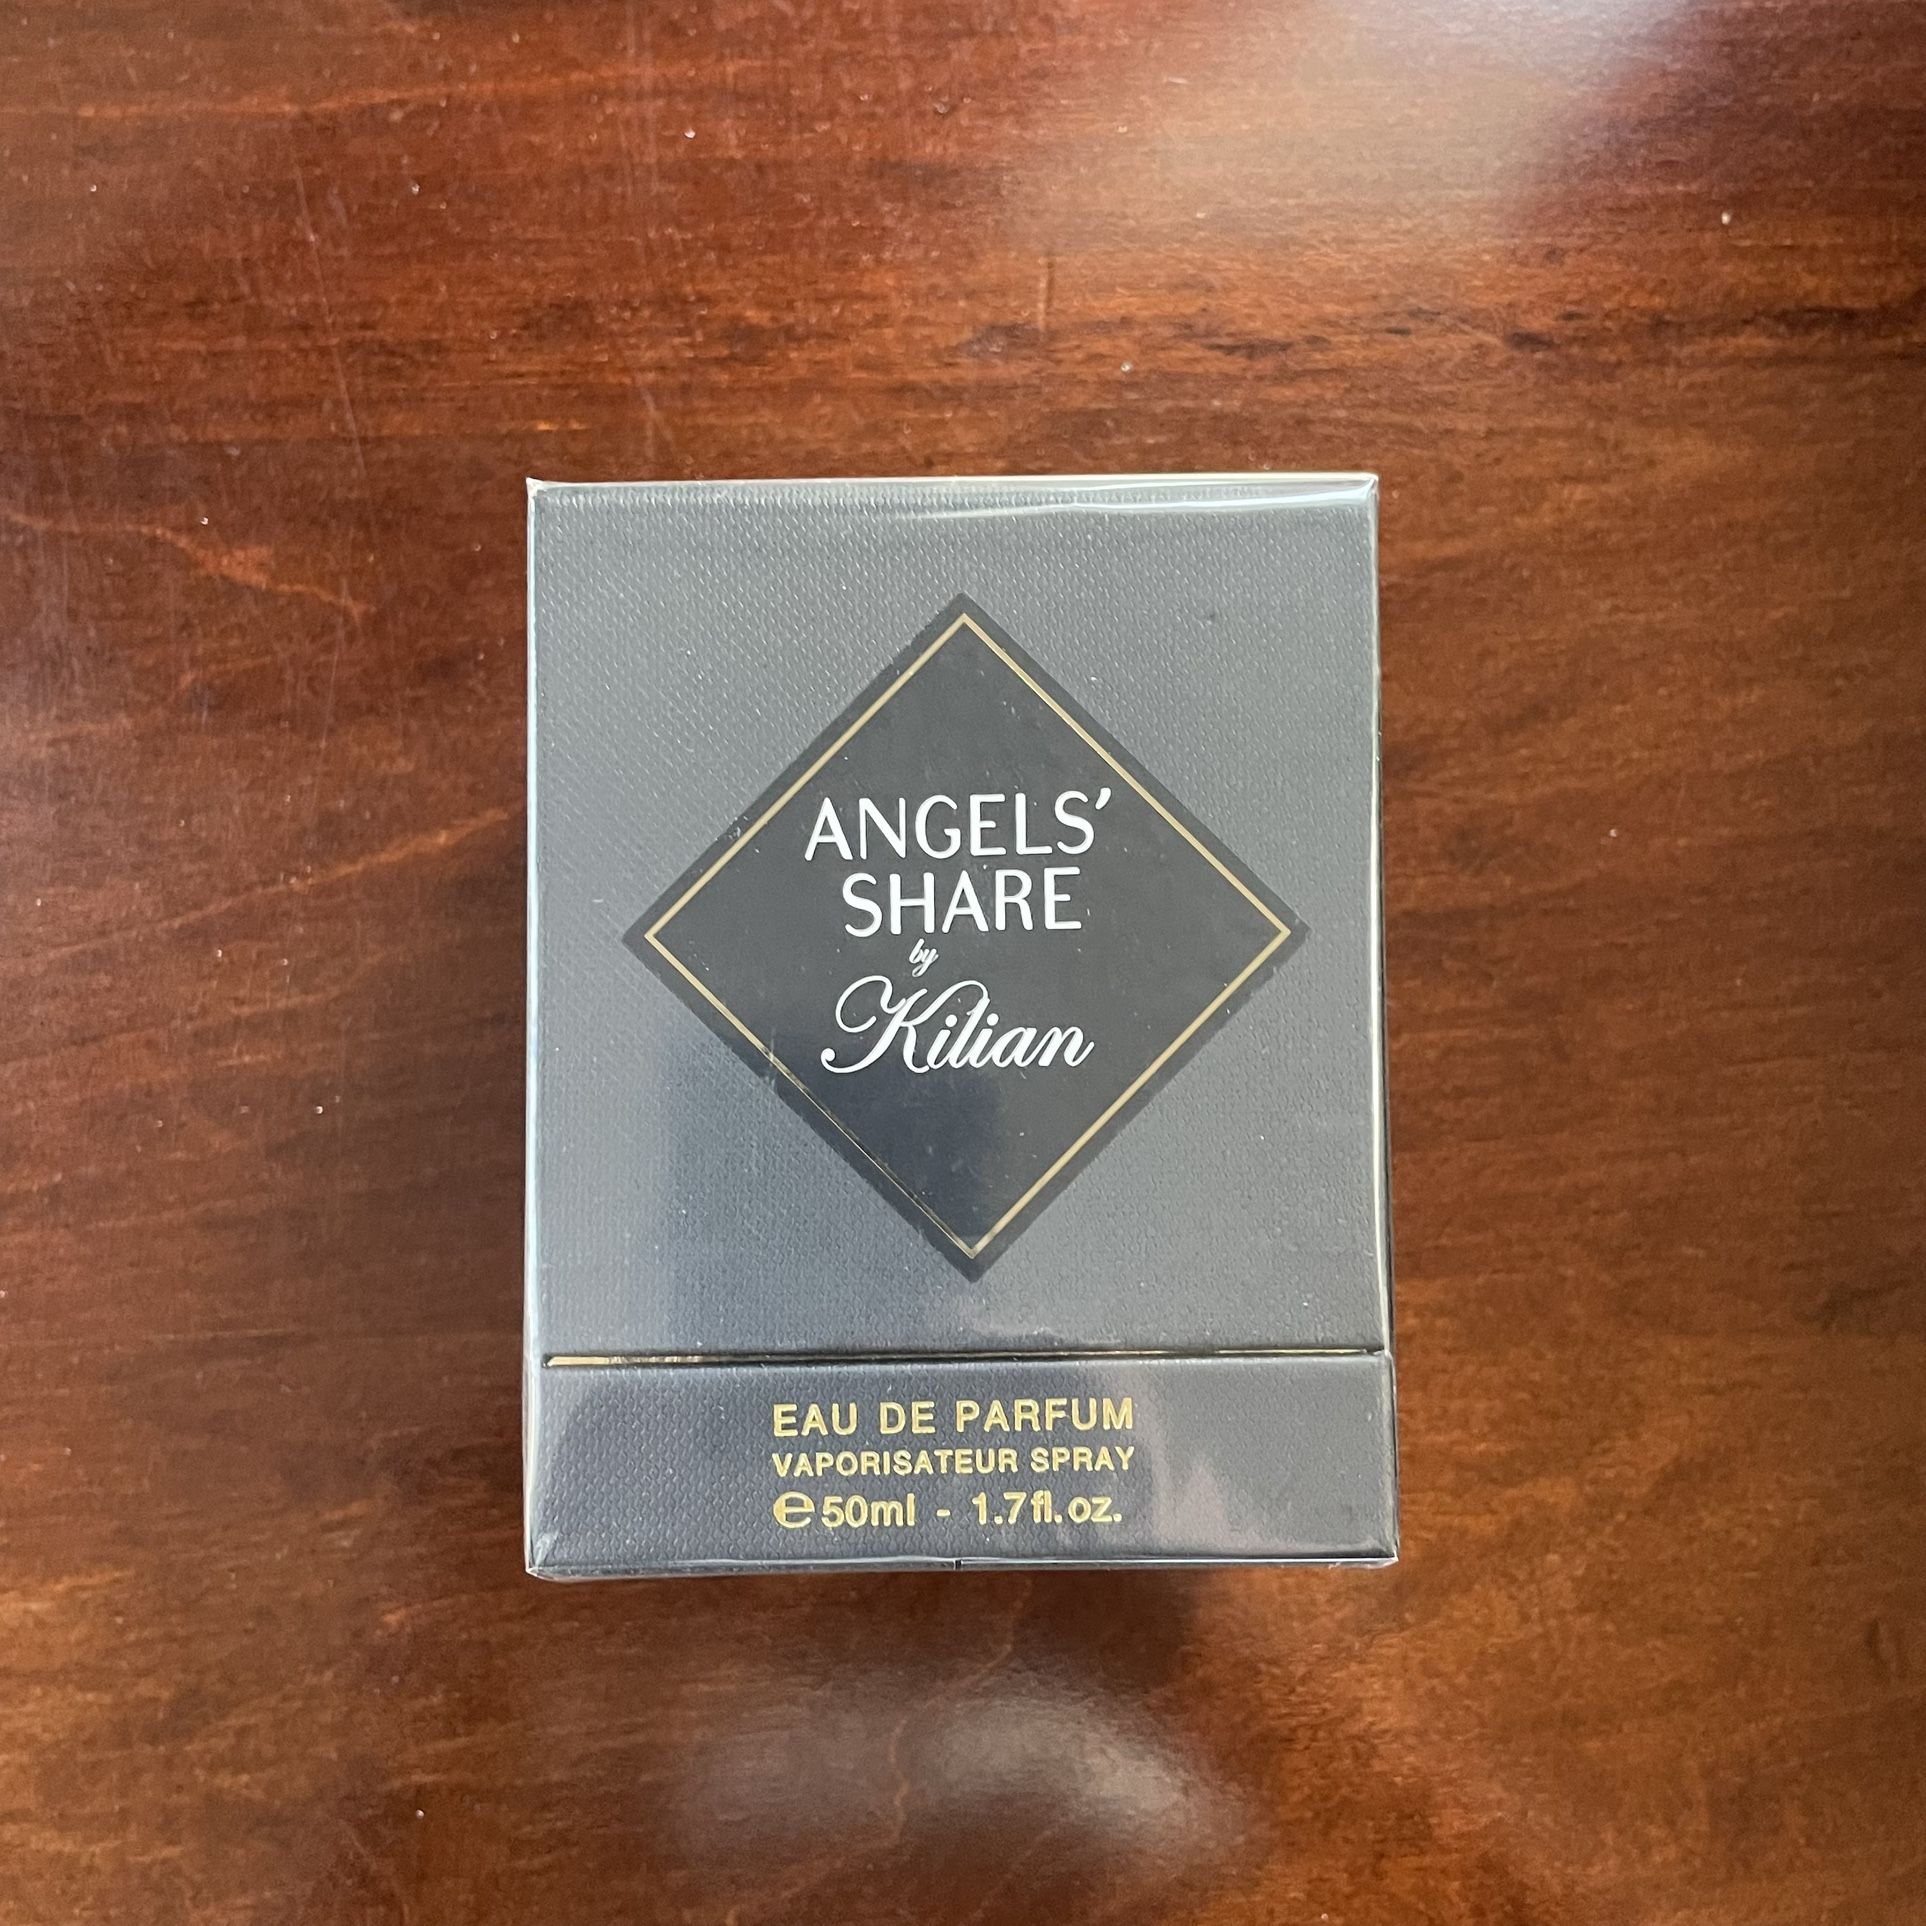 ANGELS'
SHARE
by
Kilian
EAU DE PARFUM
VAPORISATEUR SPRAY
℮50ml - 1.7fl.oz.